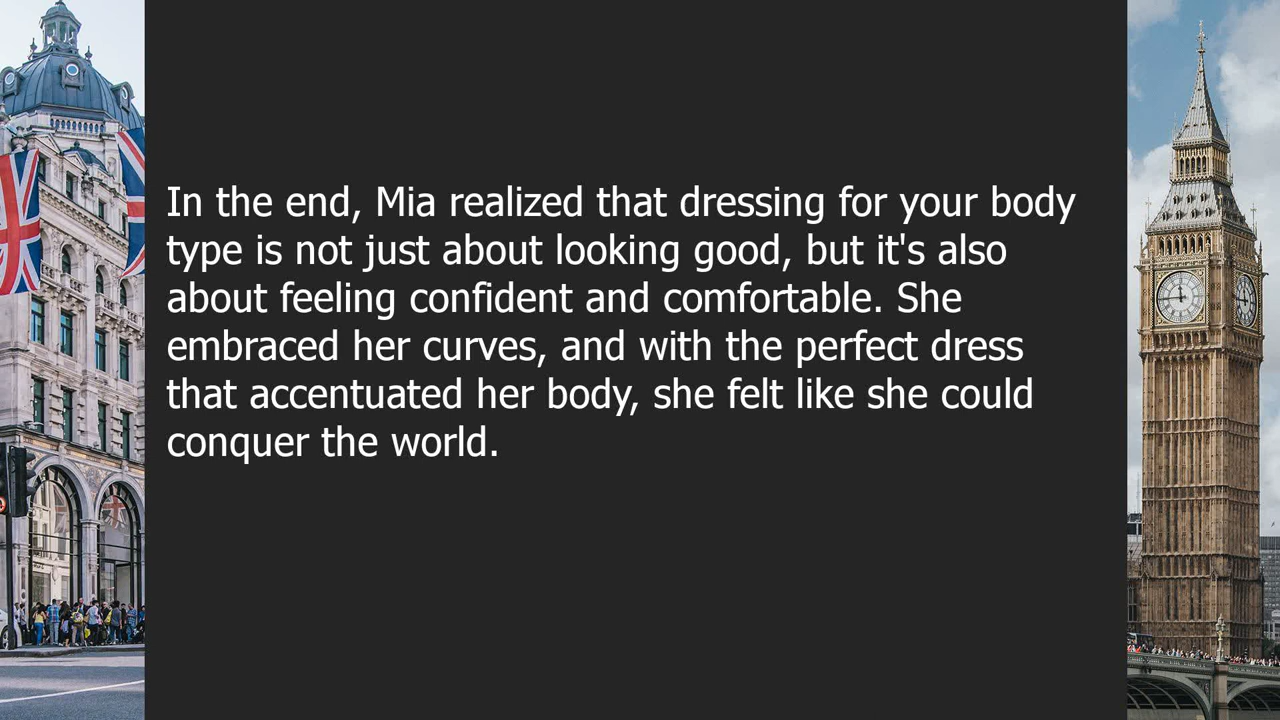 In the end, Mia realized that dressing for your body
type is not just about looking good, but it's also
about feeling confident and comfortable. She
embraced her curves, and with the perfect dress
that accentuated her body, she felt like she could
conquer the world.